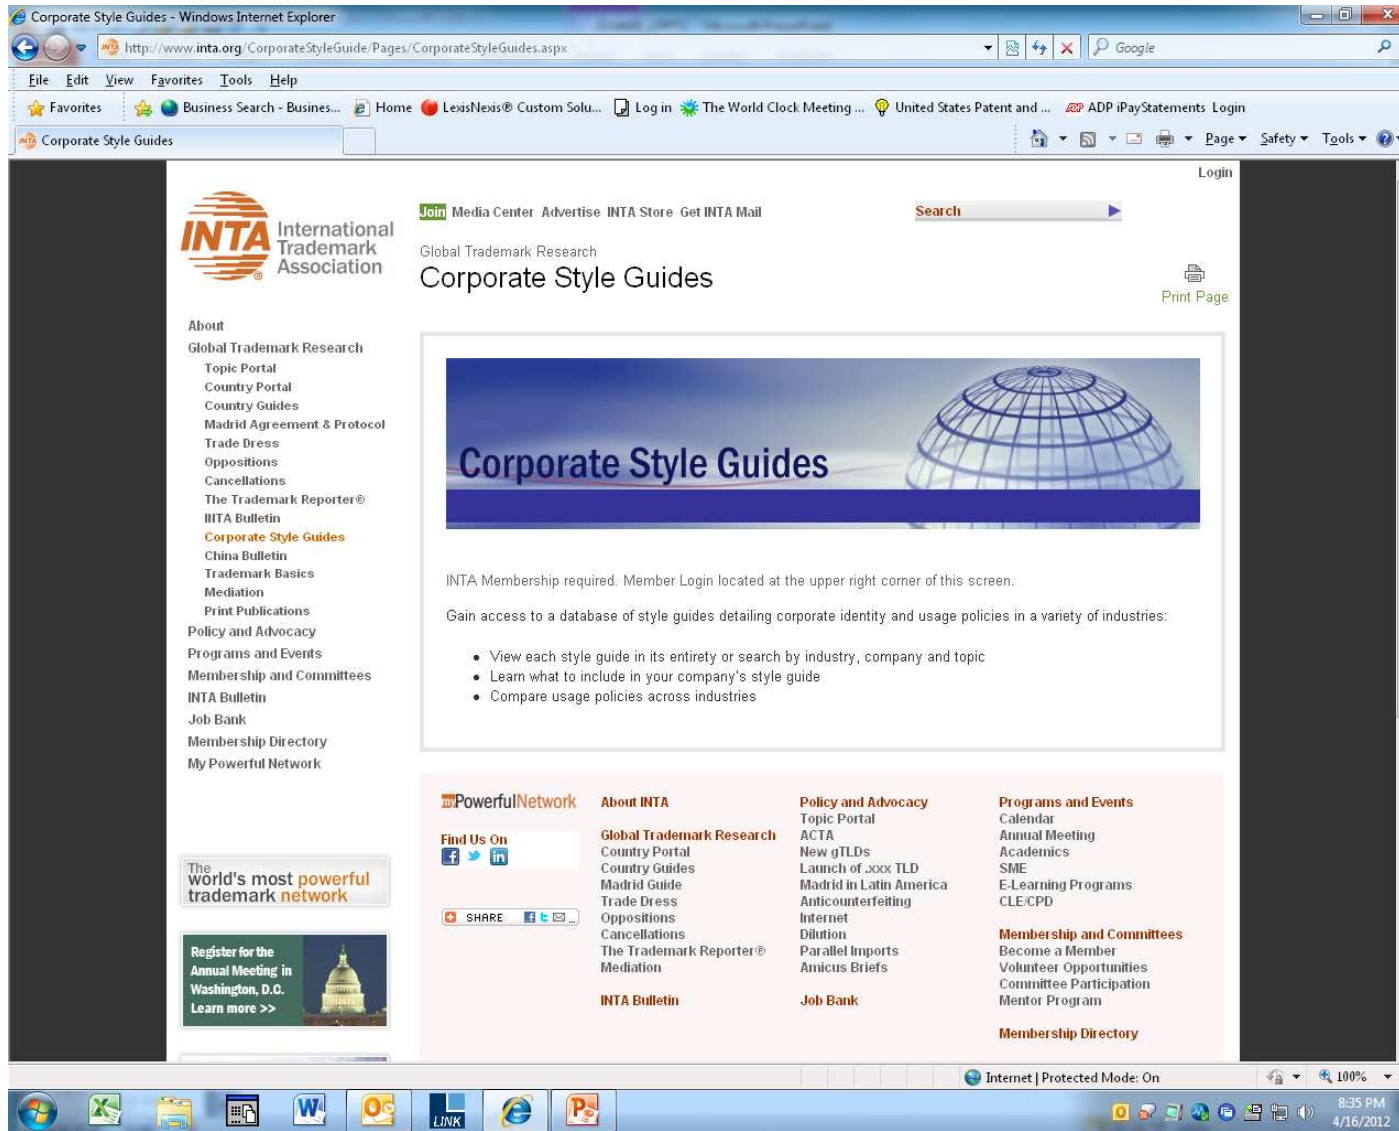 Corporate Style Guides - Windows Internet Explorer
http://www.inta.org/CorporateStyleGuide/Pages/CorporateStyleGuides.aspx
Google
File Edit View Favorites Tools Help
Favorites Business Search - Busines... Home LexisNexis® Custom Solu... Log in The World Clock Meeting ... United States Patent and ... ADP iPayStatements Login
Corporate Style Guides
Page Safety Tools
Login
INTA International
Trademark
Association
Join Media Center Advertise INTA Store Get INTA Mail
Search
Global Trademark Research
Corporate Style Guides
Print Page
About
Global Trademark Research
Topic Portal
Country Portal
Country Guides
Madrid Agreement & Protocol
Trade Dress
Oppositions
Cancellations
The Trademark Reporter®
INTA Bulletin
Corporate Style Guides
China Bulletin
Trademark Basics
Mediation
Print Publications
Policy and Advocacy
Programs and Events
Membership and Committees
INTA Bulletin
Job Bank
Membership Directory
My Powerful Network
The
world's most powerful
trademark network
Register for the
Annual Meeting in
Washington, D.C.
Learn more >>
Corporate Style Guides
INTA Membership required. Member Login located at the upper right corner of this screen.
Gain access to a database of style guides detailing corporate identity and usage policies in a variety of industries:
• View each style guide in its entirety or search by industry, company and topic
• Learn what to include in your company's style guide
• Compare usage policies across industries
myPowerfulNetwork
Find Us On
SHARE
About INTA
Global Trademark Research
Country Portal
Country Guides
Madrid Guide
Trade Dress
Oppositions
Cancellations
The Trademark Reporter®
Mediation
INTA Bulletin
Policy and Advocacy
Topic Portal
ACTA
New gTLDs
Launch of .xxx TLD
Madrid in Latin America
Anticounterfeiting
Internet
Dilution
Parallel Imports
Amicus Briefs
Job Bank
Programs and Events
Calendar
Annual Meeting
Academics
SME
E-Learning Programs
CLE/CPD
Membership and Committees
Become a Member
Volunteer Opportunities
Committee Participation
Mentor Program
Membership Directory
Internet | Protected Mode: On
100%
LINK
8:35 PM
4/16/2012